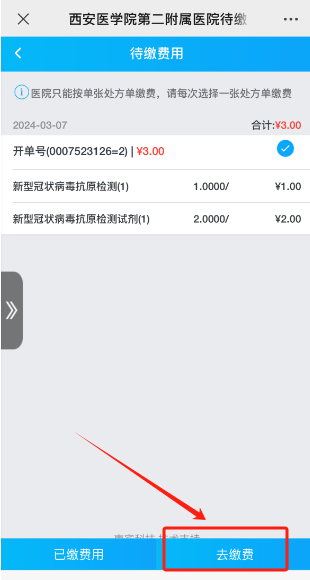 西安医学院第二附属医院待缴
待缴费用
医院只能按单张处方单缴费，请每次选择一张处方单缴费
2024-03-07 合计:¥3.00
开单号(0007523126=2) | ¥3.00
新型冠状病毒抗原检测(1) 1.0000/ ¥1.00
新型冠状病毒抗原检测试剂(1) 2.0000/ ¥2.00
已缴费用 去缴费